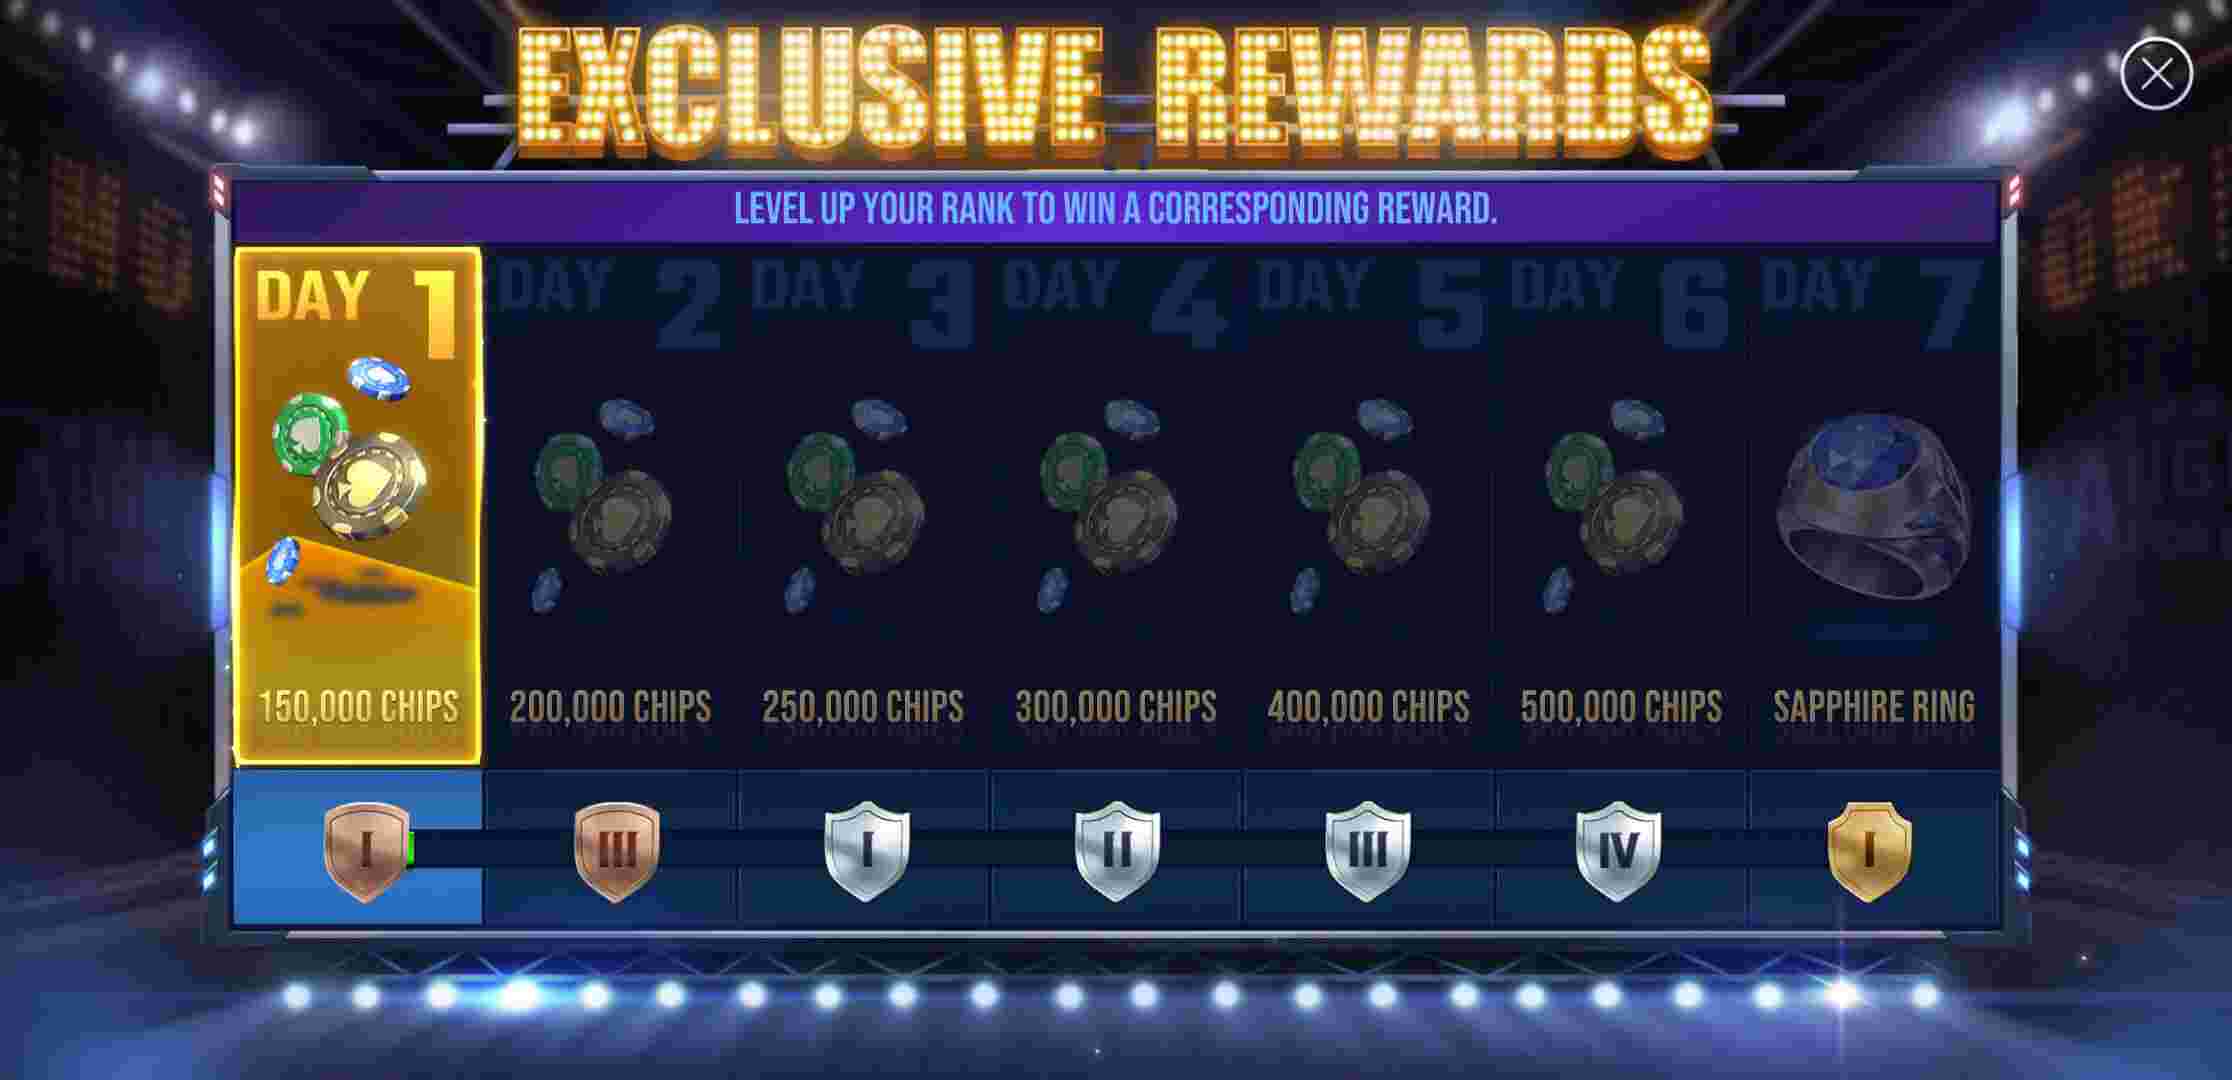 EXCLUSIVE REWARDS
LEVEL UP YOUR RANK TO WIN A CORRESPONDING REWARD.
DAY 1
DAY 2
DAY 3
DAY 4
DAY 5
DAY 6
DAY 7
150,000 CHIPS
200,000 CHIPS
250,000 CHIPS
300,000 CHIPS
400,000 CHIPS
500,000 CHIPS
SAPPHIRE RING
I
III
I
II
III
IV
I